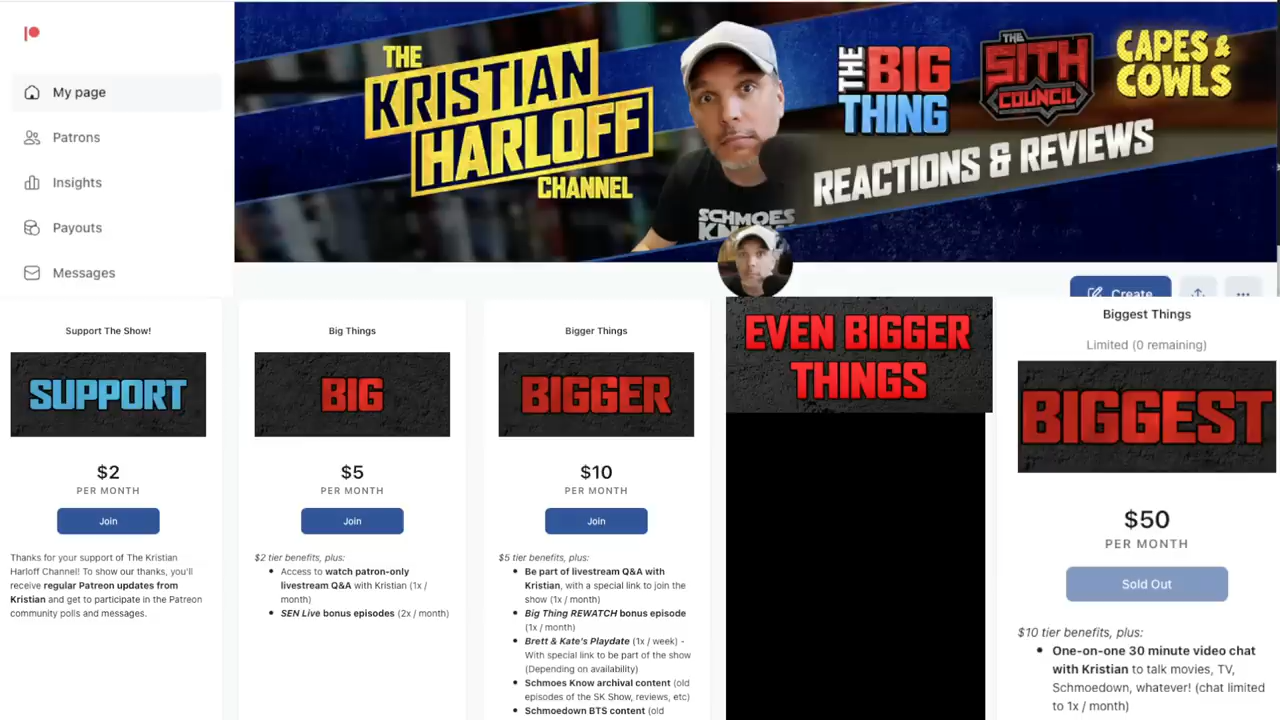 My page
Patrons
Insights
Payouts
Messages
THE
KRISTIAN
HARLOFF
CHANNEL
SCHMOES
THE BIG
THING
THE
SITH
COUNCIL
CAPES &
COWLS
REACTIONS & REVIEWS
Create
Support The Show!
SUPPORT
$2
PER MONTH
Join
Thanks for your support of The Kristian
Harloff Channel! To show our thanks, you'll
receive regular Patreon updates from
Kristian and get to participate in the Patreon
community polls and messages.
Big Things
BIG
$5
PER MONTH
Join
$2 tier benefits, plus:
• Access to watch patron-only
livestream Q&A with Kristian (1x /
month)
• SEN Live bonus episodes (2x / month)
Bigger Things
BIGGER
$10
PER MONTH
Join
$5 tier benefits, plus:
• Be part of livestream Q&A with
Kristian, with a special link to join the
show (1x / month)
• Big Thing REWATCH bonus episode
(1x / month)
• Brett & Kate's Playdate (1x / week) -
With special link to be part of the show
(Depending on availability)
• Schmoes Know archival content (old
episodes of the SK Show, reviews, etc)
• Schmoedown BTS content (old
EVEN BIGGER
THINGS
Biggest Things
Limited (0 remaining)
BIGGEST
$50
PER MONTH
Sold Out
$10 tier benefits, plus:
• One-on-one 30 minute video chat
with Kristian to talk movies, TV,
Schmoedown, whatever! (chat limited
to 1x / month)